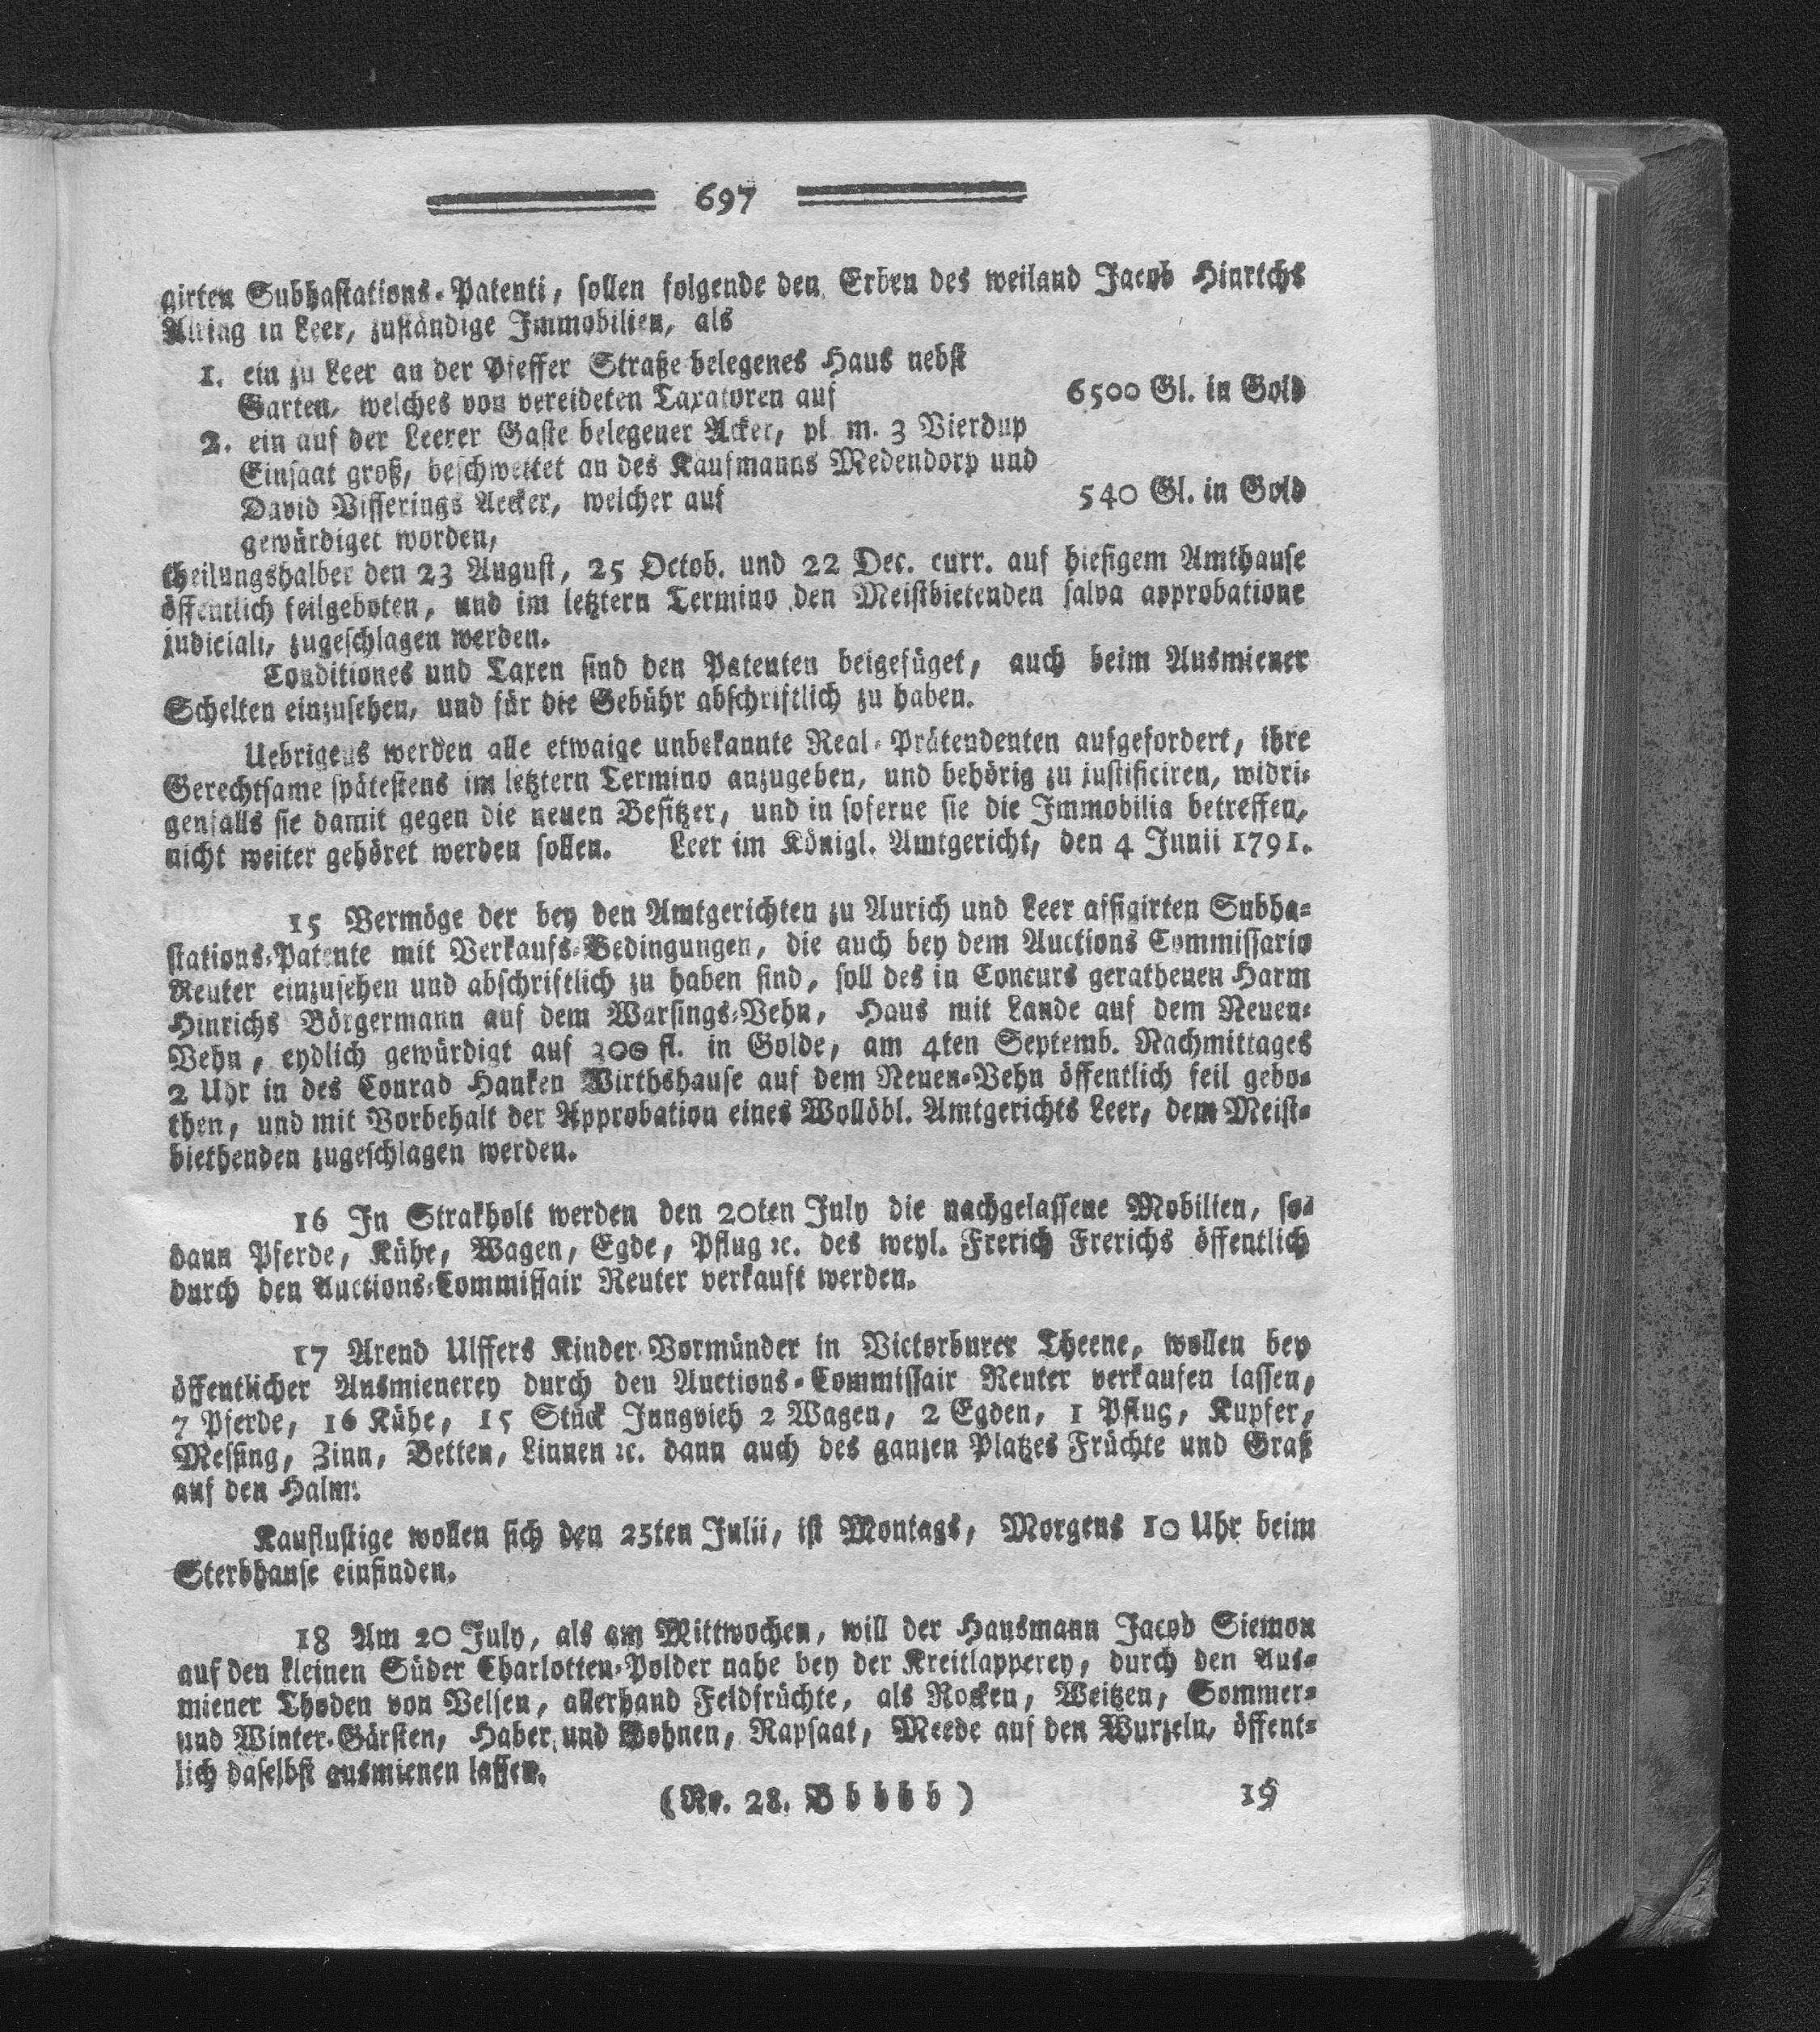 697
girten Subhastations-Patenti, sollen folgende den Erben des weiland Jacob Hinrichs
Alting in Leer, zuständige Immobilien, als
1. ein zu Leer an der Pfeffer Straße belegenes Haus nebst
Garten, welches von vereideten Taxatoren auf 6500 Gl. in Gold
2. ein auf der Leerer Gaste belegener Acker, pl m. 3 Vierdup
Einsaat groß, beschwettet an des Kaufmanns Medendorp und
David Vifferings Aecker, welcher auf 540 Gl. in Gold
gewürdiget worden,
theilungshalber den 23 August, 25 Octob. und 22 Dec. curr. auf hiesigem Amthause
öffentlich feilgeboten, und im letztern Termino den Meistbietenden salva approbatione
judiciali, zugeschlagen werden.
Conditiones und Taxen sind den Patenten beigefüget, auch beim Ausmiener
Schelten einzusehen, und für die Gebühr abschriftlich zu haben.
Uebrigens werden alle etwaige unbekannte Real-Prätendenten aufgefordert, ihre
Gerechtsame spätestens im letztern Termino anzugeben, und behörig zu justificiren, widri-
genfalls sie damit gegen die neuen Besitzer, und in soferne sie die Immobilia betreffen,
nicht weiter gehöret werden sollen. Leer im Königl. Amtgericht, den 4 Junii 1791.
15 Vermöge der bey den Amtgerichten zu Aurich und Leer affigirten Subha-
stations-Patente mit Verkaufs-Bedingungen, die auch bey dem Auctions Commissario
Reuter einzusehen und abschriftlich zu haben sind, soll des in Concurs gerathenen Harm
Hinrichs Börgermann auf dem Warsings-Vehn, Haus mit Lande auf dem Neuen-
Vehn, eydlich gewürdigt auf 200 fl. in Golde, am 4ten Septemb. Nachmittages
2 Uhr in des Conrad Hanken Wirthshause auf dem Neuen-Vehn öffentlich feil gebo-
then, und mit Vorbehalt der Approbation eines Wollöbl. Amtgerichts Leer, dem Meist-
biethenden zugeschlagen werden.
16 In Strakholt werden den 20ten July die nachgelassene Mobilien, so-
dann Pferde, Kühe, Wagen, Egde, Pflug ꝛc. des weyl. Frerich Frerichs öffentlich
durch den Auctions-Commissair Reuter verkauft werden.
17 Arend Ulffers Kinder Vormünder in Victorburer Theene, wollen bey
öffentlicher Ausmienerey durch den Auctions-Commissair Reuter verkaufen lassen,
7 Pferde, 16 Kühe, 15 Stück Jungvieh 2 Wagen, 2 Egden, 1 Pflug, Kupfer,
Messing, Zinn, Betten, Linnen ꝛc. dann auch des ganzen Platzes Früchte und Graß
auf den Halm.
Kauflustige wollen sich den 25ten Julii, ist Montags, Morgens 10 Uhr beim
Sterbhause einfinden.
18 Am 20 July, als am Mittwochen, will der Hausmann Jacob Siemon
auf den kleinen Süder Charlotten-Polder nahe bey der Kreitlapperey, durch den Aus-
miener Thoden von Velsen, allerhand Feldfrüchte, als Rocken, Weitzen, Sommer-
und Winter-Gärsten, Haber und Bohnen, Rapsaat, Meede auf den Wurzeln, öffent-
lich daselbst ausmienen lassen.
(Nr. 28. B b b b b) 19